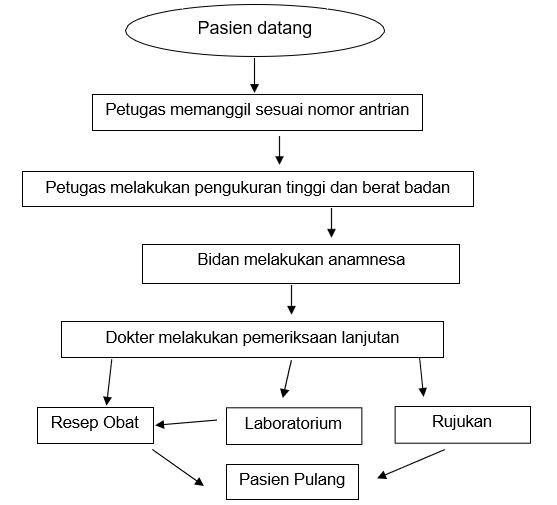 Pasien datang
Petugas memanggil sesuai nomor antrian
Petugas melakukan pengukuran tinggi dan berat badan
Bidan melakukan anamnesa
Dokter melakukan pemeriksaan lanjutan
Resep Obat
Laboratorium
Rujukan
Pasien Pulang